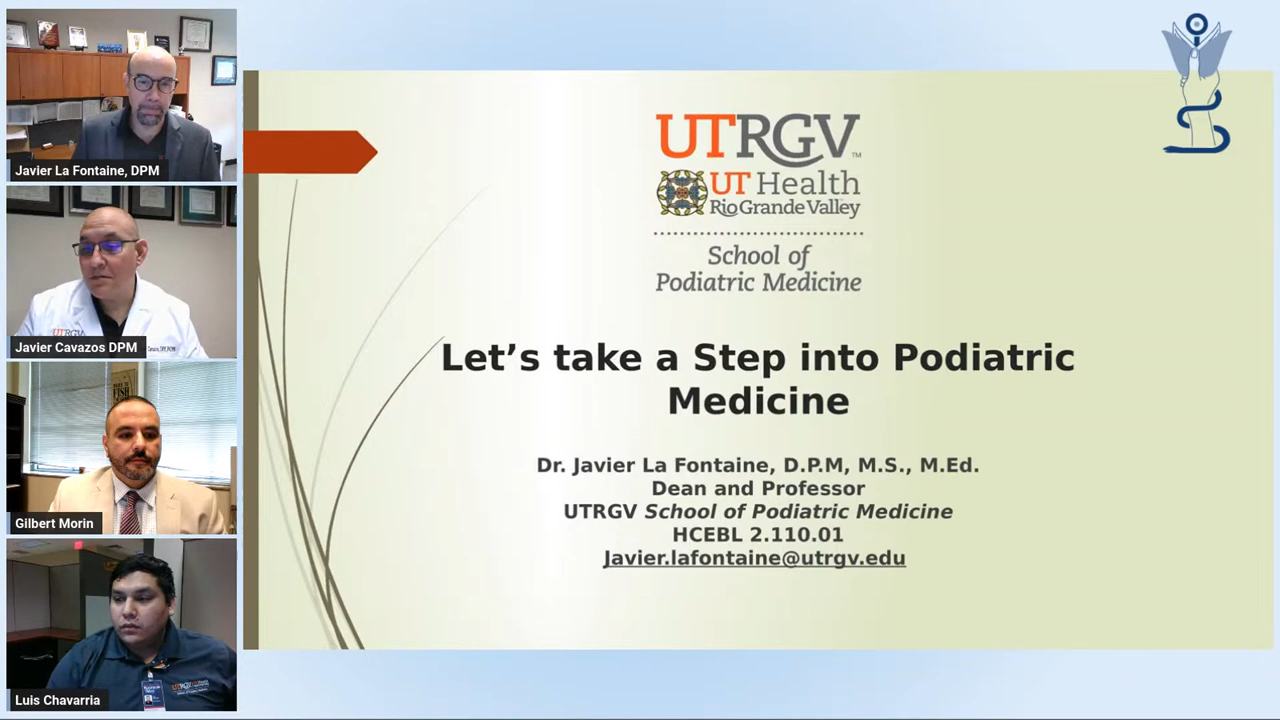 Javier La Fontaine, DPM
Javier Cavazos DPM
Gilbert Morin
Luis Chavarria
UTRGV™
UT Health
Rio Grande Valley
School of
Podiatric Medicine
Let's take a Step into Podiatric
Medicine
Dr. Javier La Fontaine, D.P.M, M.S., M.Ed.
Dean and Professor
UTRGV School of Podiatric Medicine
HCEBL 2.110.01
Javier.lafontaine@utrgv.edu